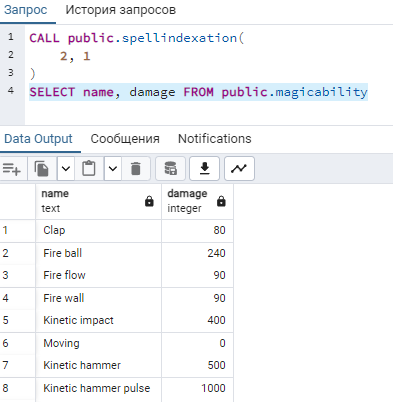 Запрос История запросов
1 CALL public.spellindexation(
2 2, 1
3 )
4 SELECT name, damage FROM public.magicability
Data Output Сообщения Notifications
name damage
text integer
1 Clap 80
2 Fire ball 240
3 Fire flow 90
4 Fire wall 90
5 Kinetic impact 400
6 Moving 0
7 Kinetic hammer 500
8 Kinetic hammer pulse 1000